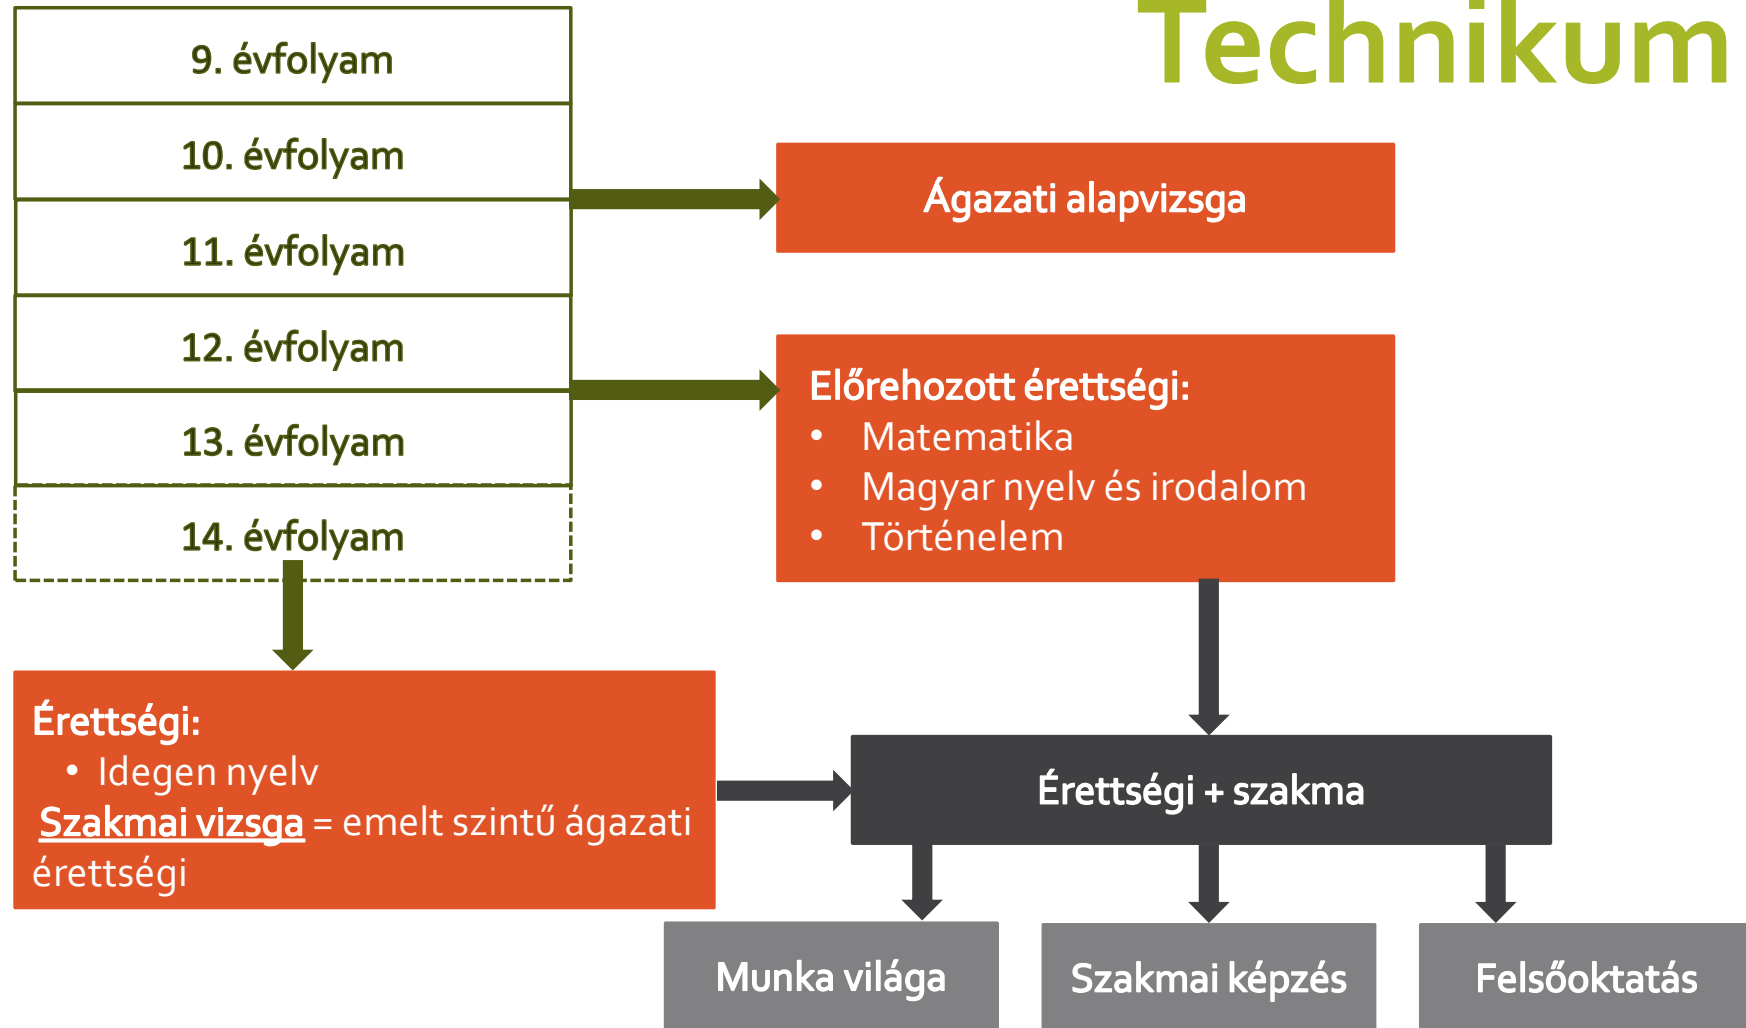 Technikum
9. évfolyam
10. évfolyam
11. évfolyam
12. évfolyam
13. évfolyam
14. évfolyam
Ágazati alapvizsga
Előrehozott érettségi:
• Matematika
• Magyar nyelv és irodalom
• Történelem
Érettségi:
• Idegen nyelv
Szakmai vizsga = emelt szintű ágazati
érettségi
Érettségi + szakma
Munka világa
Szakmai képzés
Felsőoktatás